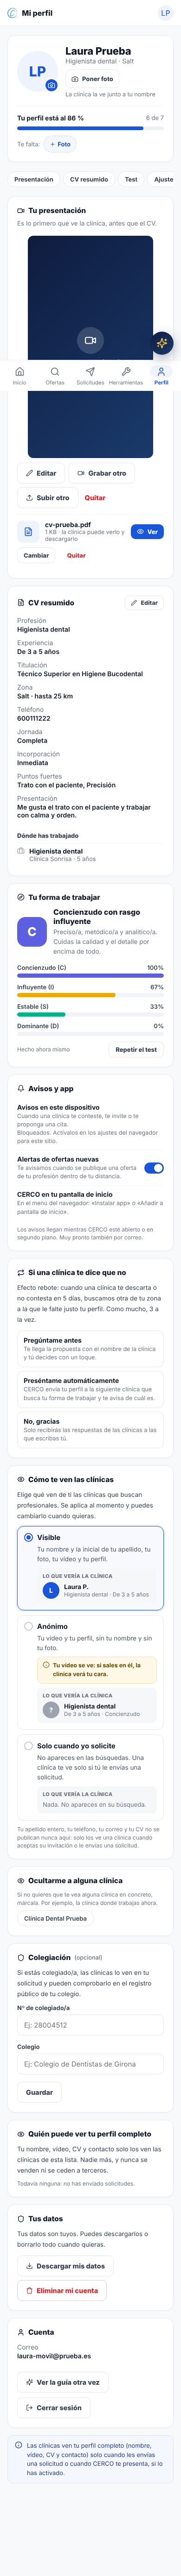 Mi perfil
LP
LP
Laura Prueba
Higienista dental · Salt
Poner foto
La clínica la ve junto a tu nombre
Tu perfil está al 86 %
6 de 7
Te falta:
+ Foto
Presentación
CV resumido
Test
Ajuste
Tu presentación
Es lo primero que ve la clínica, antes que el CV.
Inicio
Ofertas
Solicitudes
Herramientas
Perfil
Editar
Grabar otro
Subir otro
Quitar
cv-prueba.pdf
1 KB · la clínica puede verlo y
descargarlo
Ver
Cambiar
Quitar
CV resumido
Editar
Profesión
Higienista dental
Experiencia
De 3 a 5 años
Titulación
Técnico Superior en Higiene Bucodental
Zona
Salt · hasta 25 km
Teléfono
600111222
Jornada
Completa
Incorporación
Inmediata
Puntos fuertes
Trato con el paciente, Precisión
Presentación
Me gusta el trato con el paciente y trabajar
con calma y orden.
Dónde has trabajado
Higienista dental
Clínica Sonrisa · 5 años
Tu forma de trabajar
C
Concienzudo con rasgo
influyente
Preciso/a, metódico/a y analítico/a.
Cuidas la calidad y el detalle por
encima de todo.
Concienzudo (C)
100%
Influyente (I)
67%
Estable (S)
33%
Dominante (D)
0%
Hecho ahora mismo
Repetir el test
Avisos y app
Avisos en este dispositivo
Cuando una clínica te conteste, le invite o te
proponga una cita.
Bloqueados. Actívalos en los ajustes del navegador
para este sitio.
Alertas de ofertas nuevas
Te avisamos cuando se publique una oferta
de tu profesión dentro de tu distancia.
CERCO en tu pantalla de inicio
En el menú del navegador: «Instalar app» o «Añadir a
pantalla de inicio».
Los avisos llegan mientras CERCO esté abierto o en
segundo plano. Muy pronto también por correo.
Si una clínica te dice que no
Efecto rebote: cuando una clínica te descarta o
no contesta en 5 días, buscamos otra de tu zona
a la que le falte justo tu perfil. Como mucho, 3 a
la vez.
Pregúntame antes
Te llega la propuesta con el nombre de la clínica
y tú decides con un toque.
Preséntame automáticamente
CERCO envía tu perfil a la siguiente clínica que
busca tu forma de trabajar y te avisa de cuál es.
No, gracias
Solo recibirás las respuestas de las clínicas a las
que escribas tú.
Cómo te ven las clínicas
Elige qué ven de ti las clínicas que buscan
profesionales. Se aplica al momento y puedes
cambiarlo cuando quieras.
Visible
Tu nombre y la inicial de tu apellido, tu
foto, tu vídeo y tu perfil.
LO QUE VERÍA LA CLÍNICA
L
Laura P.
Higienista dental · De 3 a 5 años
Anónimo
Tu vídeo y tu perfil, sin tu nombre y sin
tu foto.
Tu vídeo se ve: si sales en él, la
clínica verá tu cara.
LO QUE VERÍA LA CLÍNICA
?
Higienista dental
De 3 a 5 años · Concienzudo
Solo cuando yo solicite
No apareces en las búsquedas. Una
clínica te ve solo si tú le envías una
solicitud.
LO QUE VERÍA LA CLÍNICA
Nada. No apareces en su búsqueda.
Tu apellido entero, tu teléfono, tu correo y tu CV no se
publican nunca aquí: solo los ve una clínica cuando
aceptas su invitación o le envías una solicitud.
Ocultarme a alguna clínica
Si no quieres que te vea alguna clínica en concreto,
márcala. Por ejemplo, la clínica donde trabajas ahora.
Clínica Dental Prueba
Colegiación (opcional)
Si estás colegiado/a, las clínicas lo ven en tu
solicitud y pueden comprobarlo en el registro
público de tu colegio.
Nº de colegiado/a
Ej: 28004512
Colegio
Ej: Colegio de Dentistas de Girona
Guardar
Quién puede ver tu perfil completo
Tu nombre, vídeo, CV y contacto solo los ven las
clínicas de esta lista. Nadie más, y nunca se
venden ni se ceden a terceros.
Todavía ninguna: no has enviado solicitudes.
Tus datos
Tus datos son tuyos. Puedes descargarlos o
borrarlo todo cuando quieras.
Descargar mis datos
Eliminar mi cuenta
Cuenta
Correo
laura-movil@prueba.es
Ver la guía otra vez
Cerrar sesión
Las clínicas ven tu perfil completo (nombre,
vídeo, CV y contacto) solo cuando les envías
una solicitud o cuando CERCO te presenta, si lo
has activado.